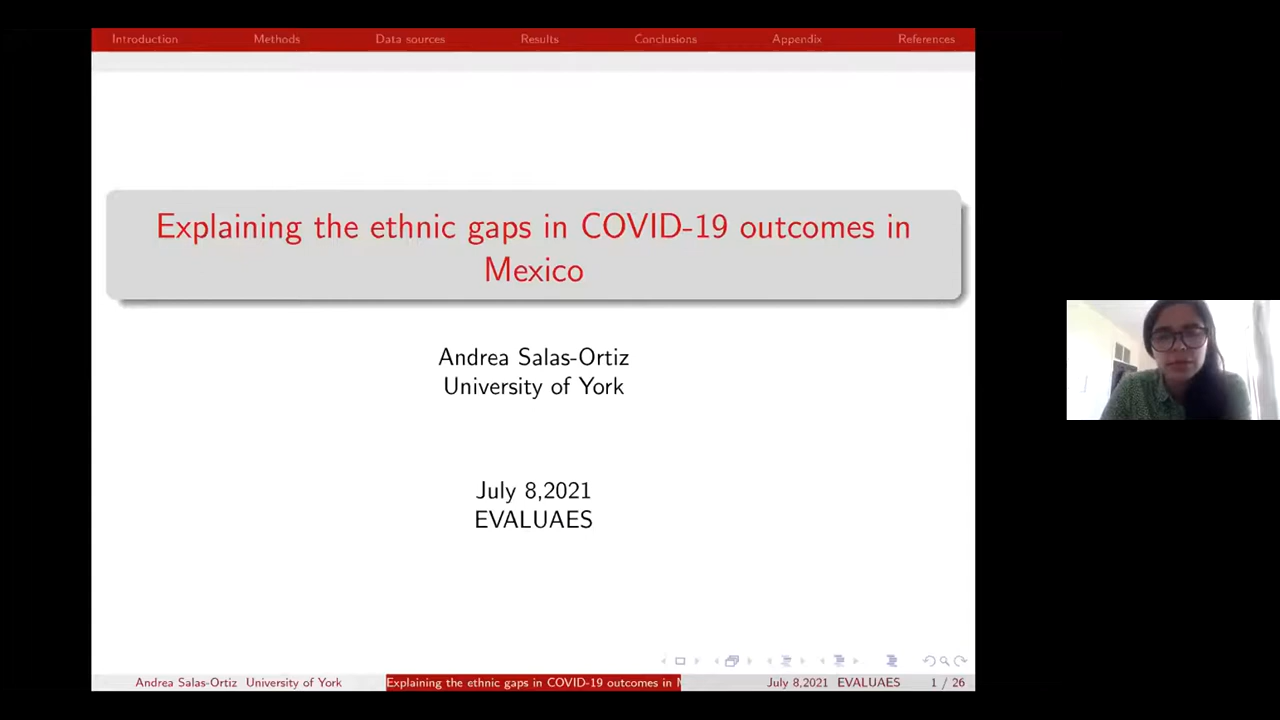 Introduction Methods Data sources Results Conclusions Appendix References
Explaining the ethnic gaps in COVID-19 outcomes in
Mexico
Andrea Salas-Ortiz
University of York
July 8,2021
EVALUAES
Andrea Salas-Ortiz University of York Explaining the ethnic gaps in COVID-19 outcomes in July 8,2021 EVALUAES 1 / 26